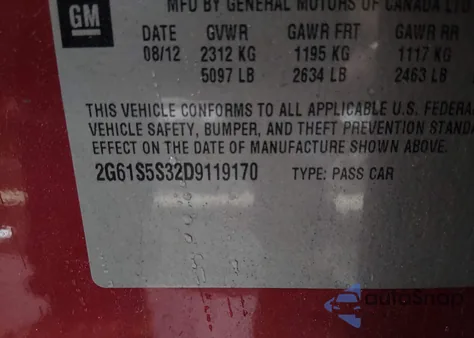 GM
MFD BY GENERAL MOTORS OF CANADA LTD
DATE GVWR GAWR FRT GAWR RR
08/12 2312 KG 1195 KG 1117 KG
5097 LB 2634 LB 2463 LB
THIS VEHICLE CONFORMS TO ALL APPLICABLE U.S. FEDERA
VEHICLE SAFETY, BUMPER, AND THEFT PREVENTION STANDA
EFFECT ON THE DATE OF MANUFACTURE SHOWN ABOVE.
2G61S5S32D9119170 TYPE: PASS CAR
autoSnap